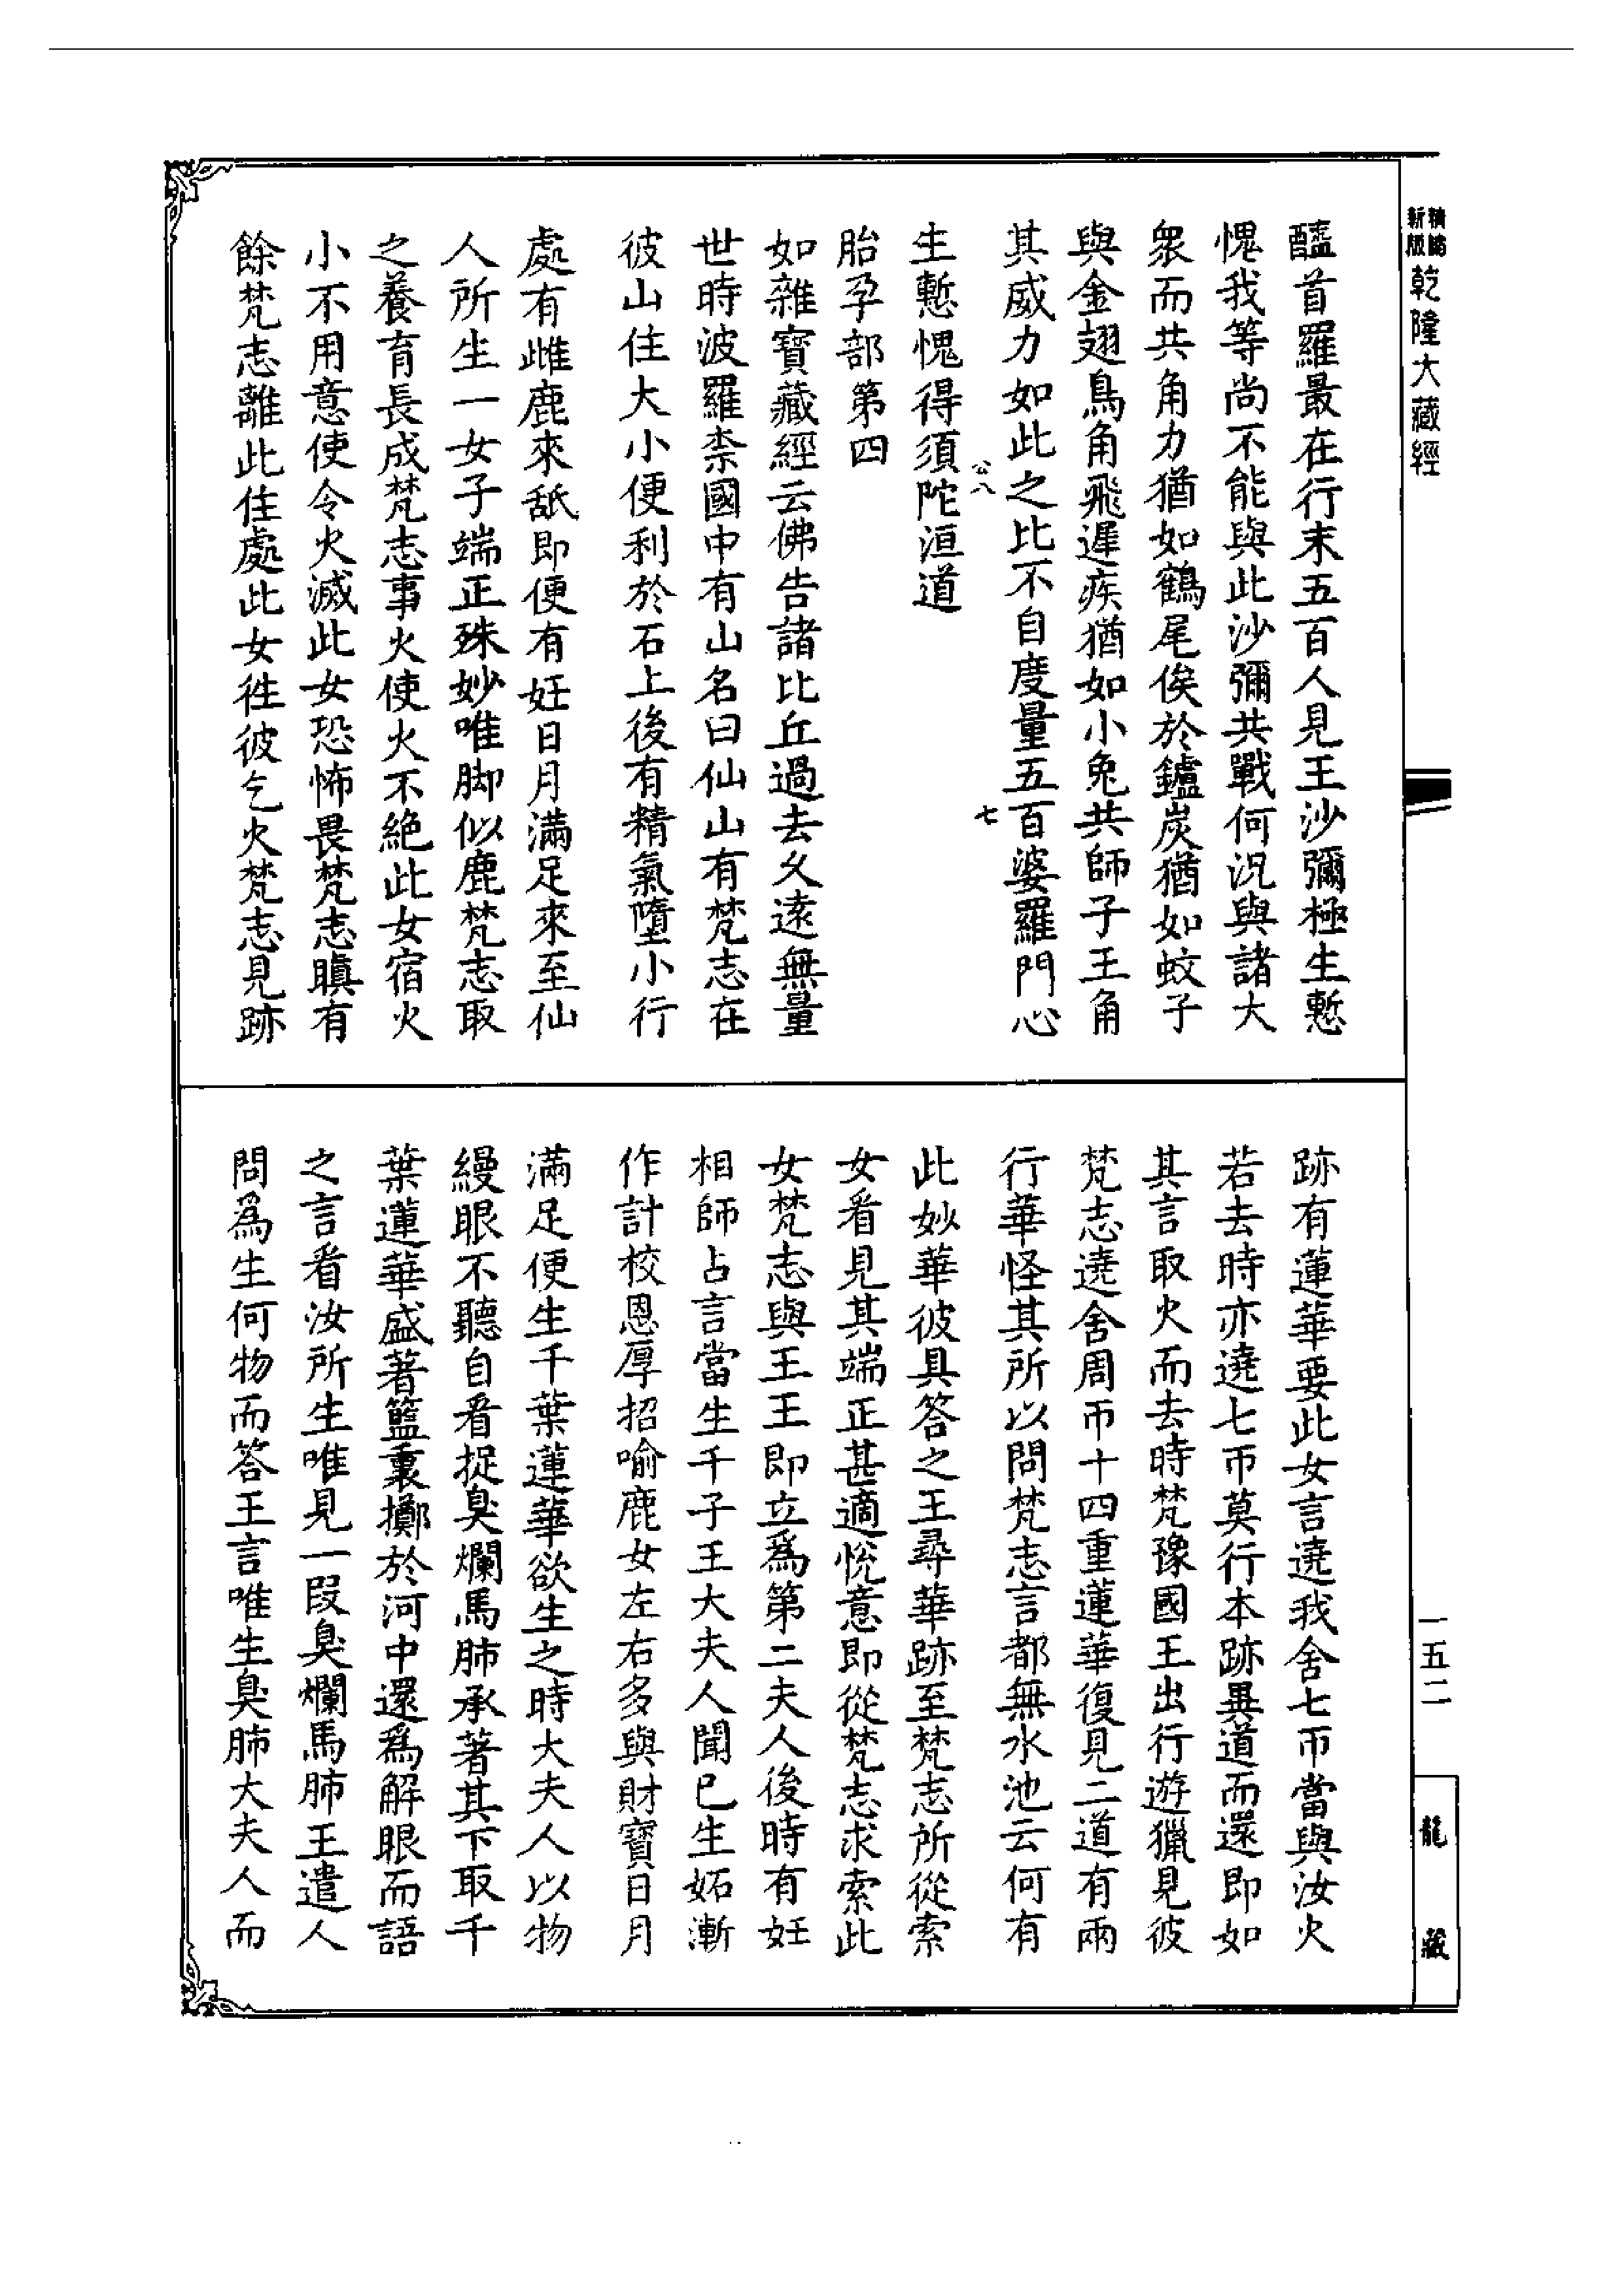 精縮
新版
乾隆大藏經
一五二
龍藏
醯首羅最在行末五百人見王沙彌極生慙
愧我等尚不能與此沙彌共戰何況與諸大
衆而共角力猶如鶴尾俟於鑪炭猶如蚊子
與金翅鳥角飛遲疾猶如小兔共師子王角
其威力如此之比不自度量五百婆羅門心
公八
七
生慙愧得須陀洹道
胎孕部第四
如雜寶藏經云佛告諸比丘過去久遠無量
世時波羅柰國中有山名曰仙山有梵志在
彼山住大小便利於石上後有精氣墮小行
處有雌鹿來舐即便有妊日月滿足來至仙
人所生一女子端正殊妙唯脚似鹿梵志取
之養育長成梵志事火使火不絶此女宿火
小不用意使令火滅此女恐怖畏梵志瞋有
餘梵志離此住處此女徃彼乞火梵志見跡
跡有蓮華要此女言遶我舍七帀當與汝火
若去時亦遶七帀莫行本跡異道而還即如
其言取火而去時梵豫國王出行遊獵見彼
梵志遶舍周帀十四重蓮華復見二道有兩
行華怪其所以問梵志言都無水池云何有
此妙華彼具答之王尋華跡至梵志所從索
女看見其端正甚適悅意即從梵志求索此
女梵志與王王即立爲第二夫人後時有妊
相師占言當生千子王大夫人聞已生妬漸
作計校恩厚招喻鹿女左右多與財寶日月
滿足便生千葉蓮華欲生之時大夫人以物
縵眼不聽自看捉臭爛馬肺承著其下取千
葉蓮華盛著籃裏擲於河中還爲解眼而語
之言看汝所生唯見一段臭爛馬肺王遣人
問爲生何物而答王言唯生臭肺大夫人而